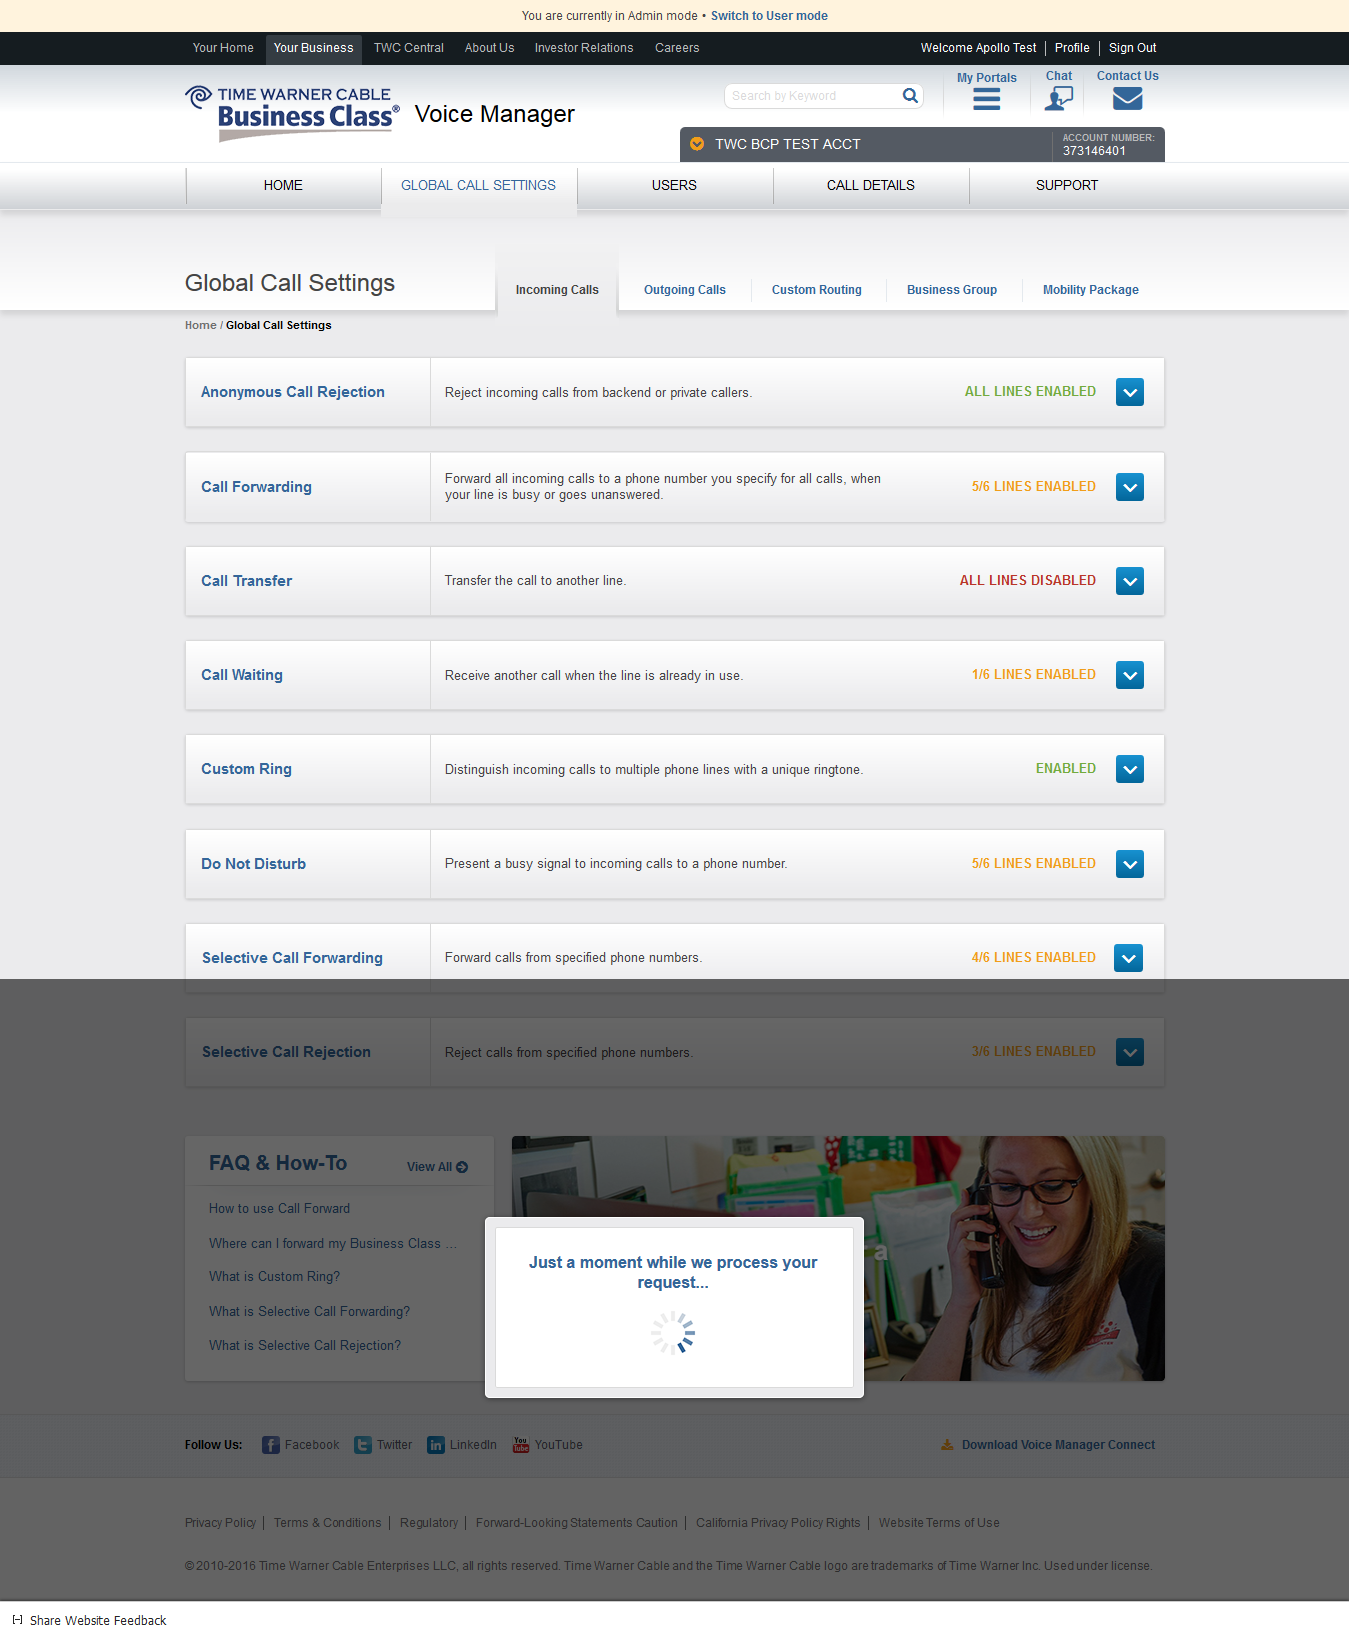 You are currently in Admin mode • Switch to User mode
Your Home Your Business TWC Central About Us Investor Relations Careers Welcome Apollo Test Profile Sign Out
TIME WARNER CABLE
Business Class®
Voice Manager
Search by Keyword
My Portals
Chat
Contact Us
TWC BCP TEST ACCT
ACCOUNT NUMBER:
373146401
HOME GLOBAL CALL SETTINGS USERS CALL DETAILS SUPPORT
Global Call Settings
Incoming Calls Outgoing Calls Custom Routing Business Group Mobility Package
Home / Global Call Settings
Anonymous Call Rejection
Reject incoming calls from backend or private callers.
ALL LINES ENABLED
Call Forwarding
Forward all incoming calls to a phone number you specify for all calls, when
your line is busy or goes unanswered.
5/6 LINES ENABLED
Call Transfer
Transfer the call to another line.
ALL LINES DISABLED
Call Waiting
Receive another call when the line is already in use.
1/6 LINES ENABLED
Custom Ring
Distinguish incoming calls to multiple phone lines with a unique ringtone.
ENABLED
Do Not Disturb
Present a busy signal to incoming calls to a phone number.
5/6 LINES ENABLED
Selective Call Forwarding
Forward calls from specified phone numbers.
4/6 LINES ENABLED
Selective Call Rejection
Reject calls from specified phone numbers.
3/6 LINES ENABLED
FAQ & How-To
View All
How to use Call Forward
Where can I forward my Business Class ...
What is Custom Ring?
What is Selective Call Forwarding?
What is Selective Call Rejection?
a
Just a moment while we process your
request...
Follow Us: Facebook Twitter LinkedIn YouTube
Download Voice Manager Connect
Privacy Policy Terms & Conditions Regulatory Forward-Looking Statements Caution California Privacy Policy Rights Website Terms of Use
© 2010-2016 Time Warner Cable Enterprises LLC, all rights reserved. Time Warner Cable and the Time Warner Cable logo are trademarks of Time Warner Inc. Used under license.
[-] Share Website Feedback